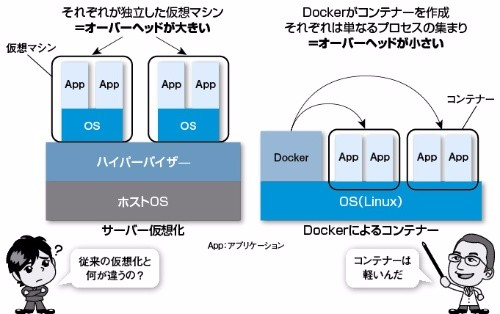 それぞれが独立した仮想マシン
=オーバーヘッドが大きい
仮想マシン
App
App
App
App
OS
OS
ハイパーバイザー
ホストOS
サーバー仮想化
従来の仮想化と
何が違うの?
Dockerがコンテナーを作成
それぞれは単なるプロセスの集まり
=オーバーヘッドが小さい
コンテナー
Docker
App
App
App
App
OS(Linux)
Dockerによるコンテナー
App:アプリケーション
コンテナーは
軽いんだ
?